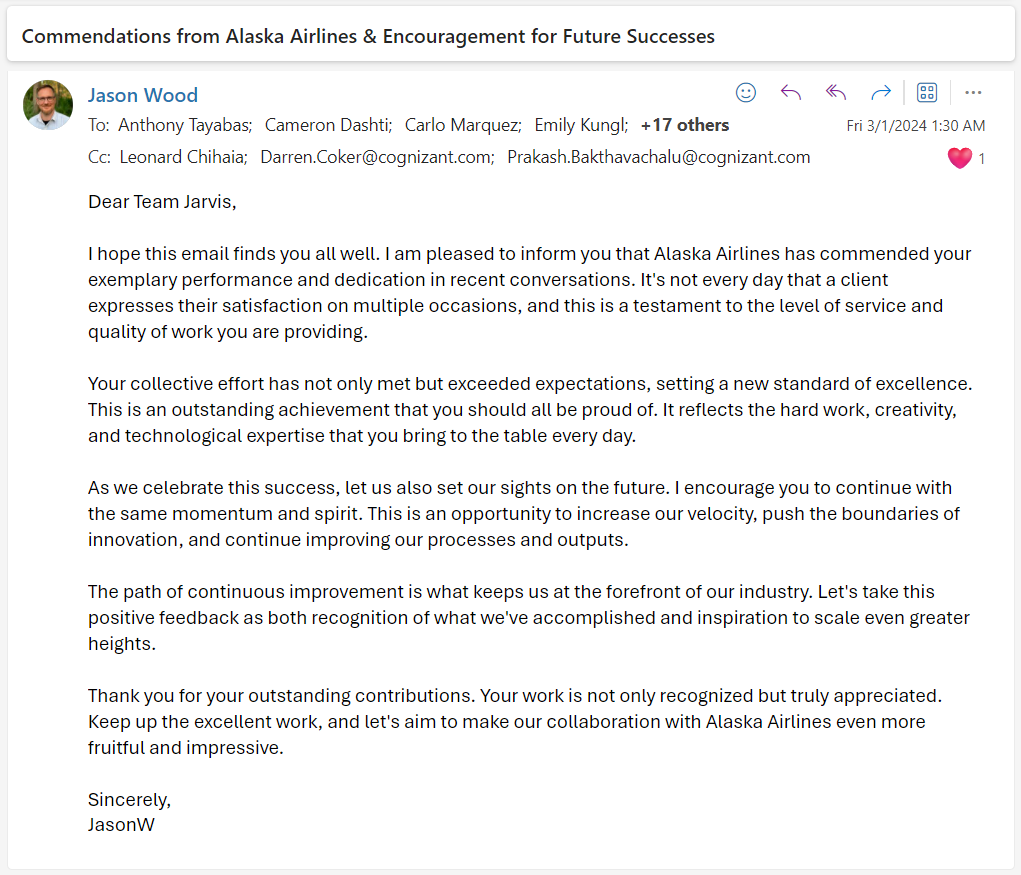 Commendations from Alaska Airlines & Encouragement for Future Successes
Jason Wood
To: Anthony Tayabas; Cameron Dashti; Carlo Marquez; Emily Kungl; +17 others
Fri 3/1/2024 1:30 AM
Cc: Leonard Chihaia; Darren.Coker@cognizant.com; Prakash.Bakthavachalu@cognizant.com
1
Dear Team Jarvis,
I hope this email finds you all well. I am pleased to inform you that Alaska Airlines has commended your
exemplary performance and dedication in recent conversations. It's not every day that a client
expresses their satisfaction on multiple occasions, and this is a testament to the level of service and
quality of work you are providing.
Your collective effort has not only met but exceeded expectations, setting a new standard of excellence.
This is an outstanding achievement that you should all be proud of. It reflects the hard work, creativity,
and technological expertise that you bring to the table every day.
As we celebrate this success, let us also set our sights on the future. I encourage you to continue with
the same momentum and spirit. This is an opportunity to increase our velocity, push the boundaries of
innovation, and continue improving our processes and outputs.
The path of continuous improvement is what keeps us at the forefront of our industry. Let's take this
positive feedback as both recognition of what we've accomplished and inspiration to scale even greater
heights.
Thank you for your outstanding contributions. Your work is not only recognized but truly appreciated.
Keep up the excellent work, and let's aim to make our collaboration with Alaska Airlines even more
fruitful and impressive.
Sincerely,
JasonW